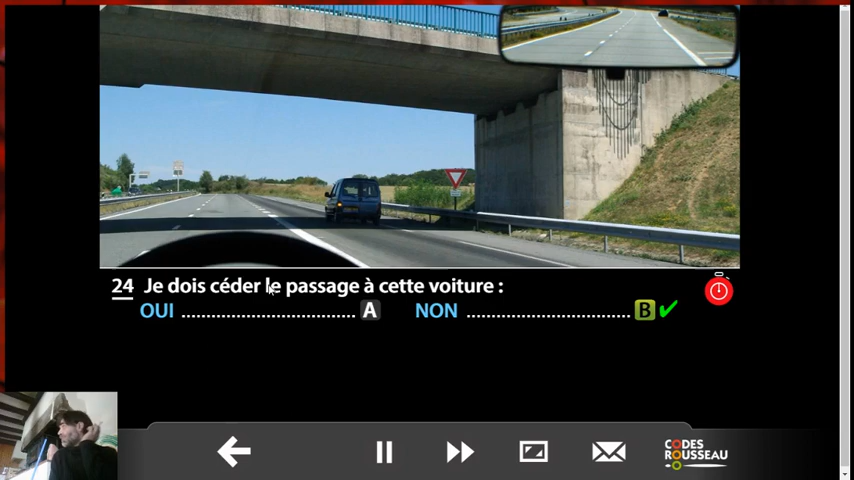 24 Je dois céder le passage à cette voiture :
OUI ........................................ A NON ........................................ B ✔
CODES
ROUSSEAU